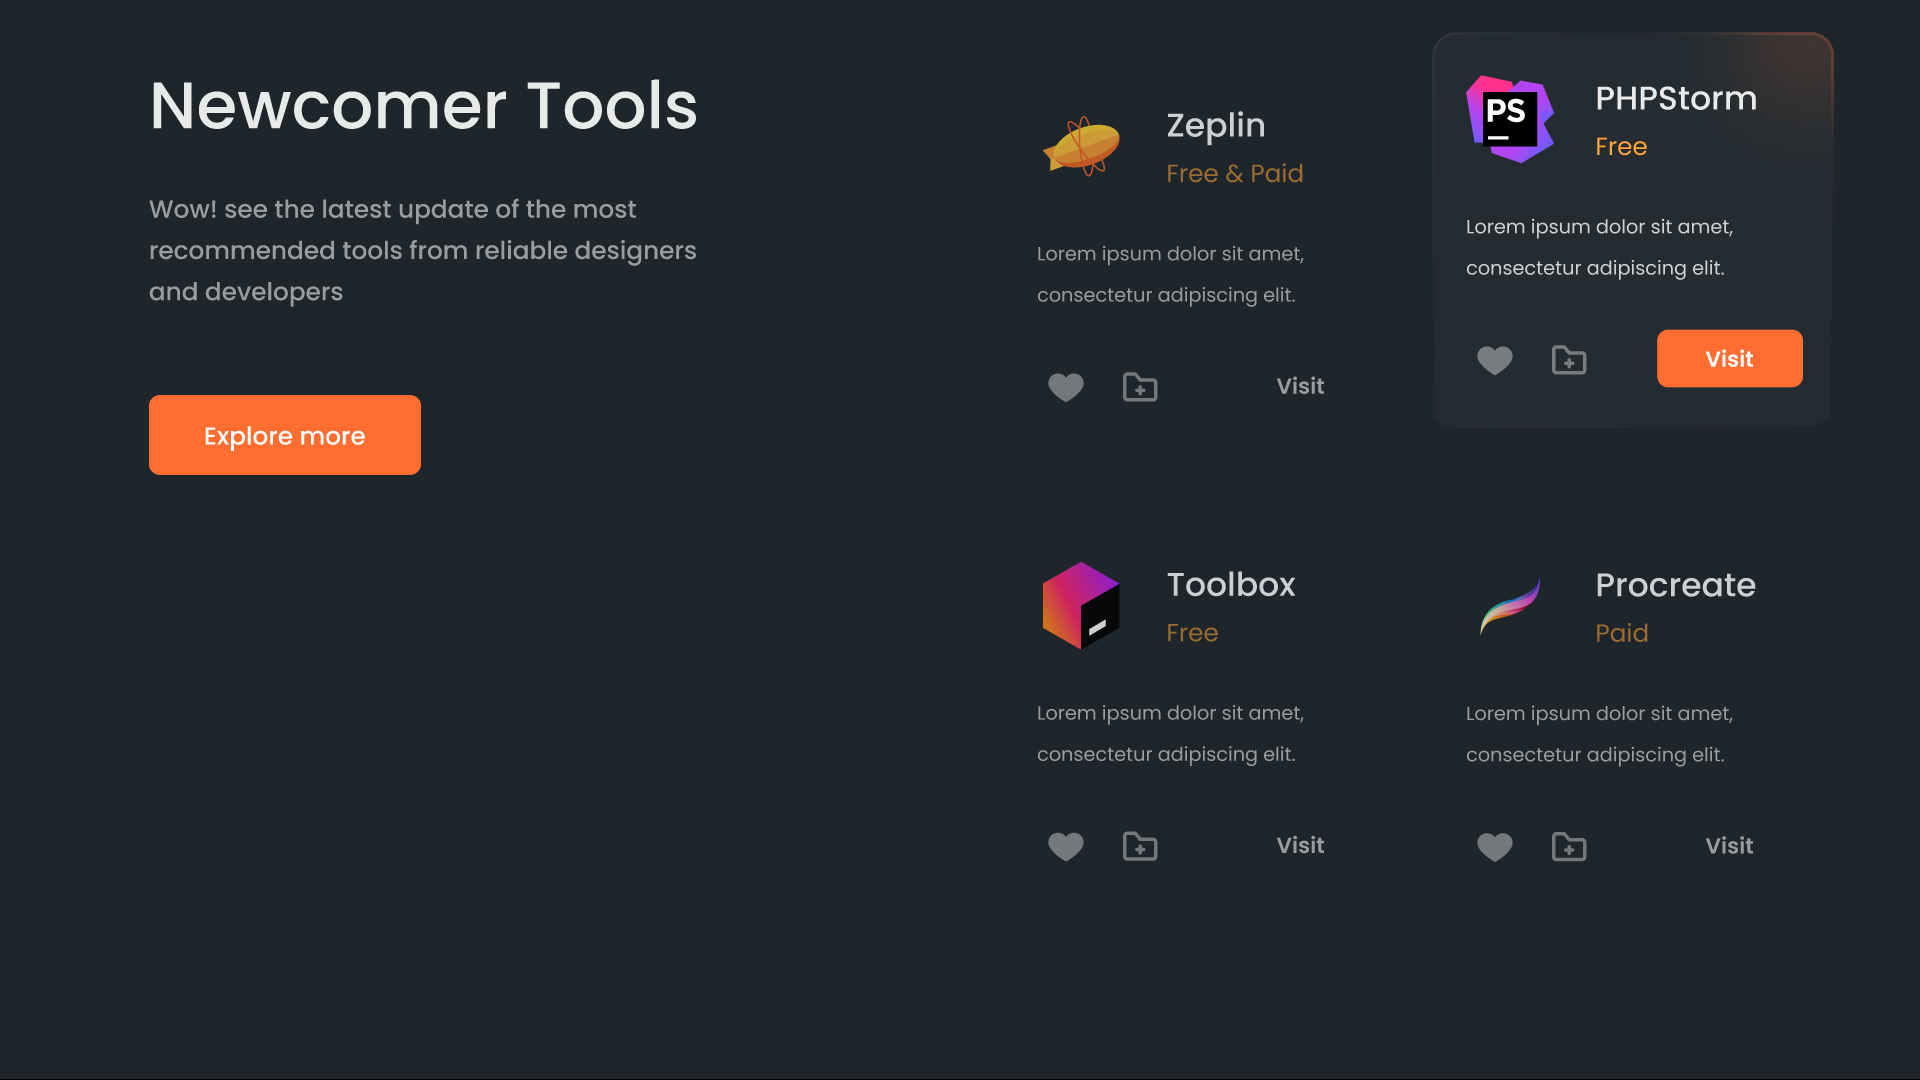 Newcomer Tools
Wow! see the latest update of the most
recommended tools from reliable designers
and developers
Explore more
Zeplin
Free & Paid
Lorem ipsum dolor sit amet,
consectetur adipiscing elit.
Visit
PS
PHPStorm
Free
Lorem ipsum dolor sit amet,
consectetur adipiscing elit.
Visit
Toolbox
Free
Lorem ipsum dolor sit amet,
consectetur adipiscing elit.
Visit
Procreate
Paid
Lorem ipsum dolor sit amet,
consectetur adipiscing elit.
Visit